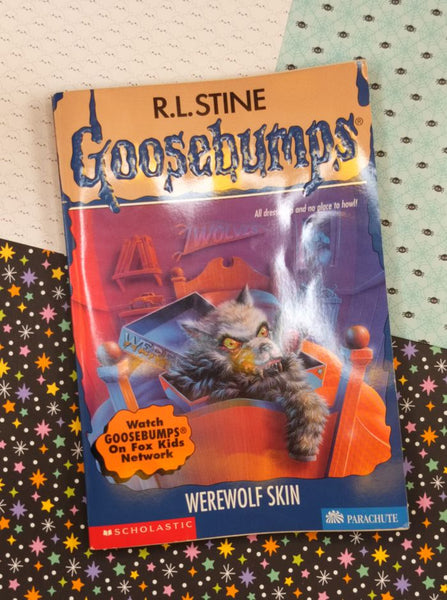 R.L.STINE
Goosebumps®
All dressed up and no place to howl!
WOLVES
Watch
GOOSEBUMPS®
On Fox Kids
Network
WEREWOLF SKIN
SCHOLASTIC
PARACHUTE